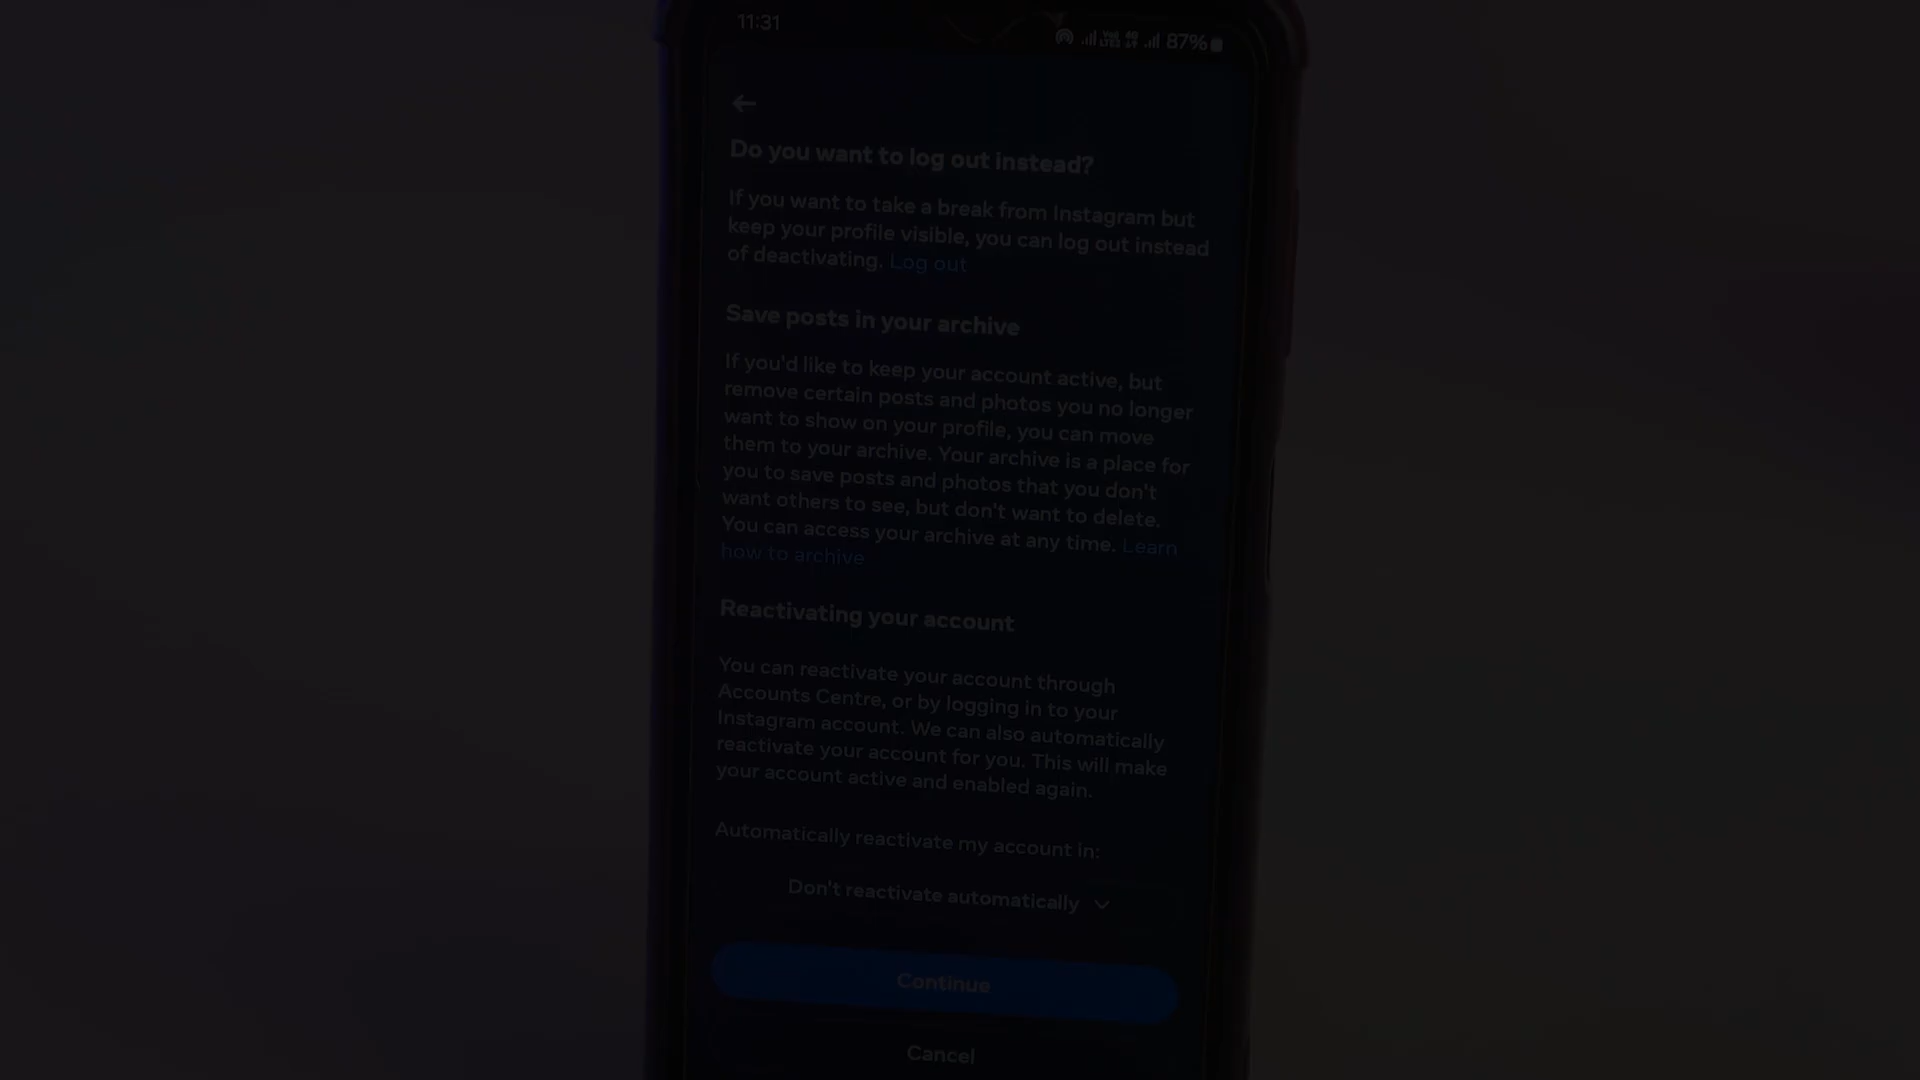 11:31
87%
Do you want to log out instead?
If you want to take a break from Instagram but
keep your profile visible, you can log out instead
of deactivating. Log out
Save posts in your archive
If you'd like to keep your account active, but
remove certain posts and photos you no longer
want to show on your profile, you can move
them to your archive. Your archive is a place for
you to save posts and photos that you don't
want others to see, but don't want to delete.
You can access your archive at any time. Learn
how to archive
Reactivating your account
You can reactivate your account through
Accounts Centre, or by logging in to your
Instagram account. We can also automatically
reactivate your account for you. This will make
your account active and enabled again.
Automatically reactivate my account in:
Don't reactivate automatically
Continue
Cancel